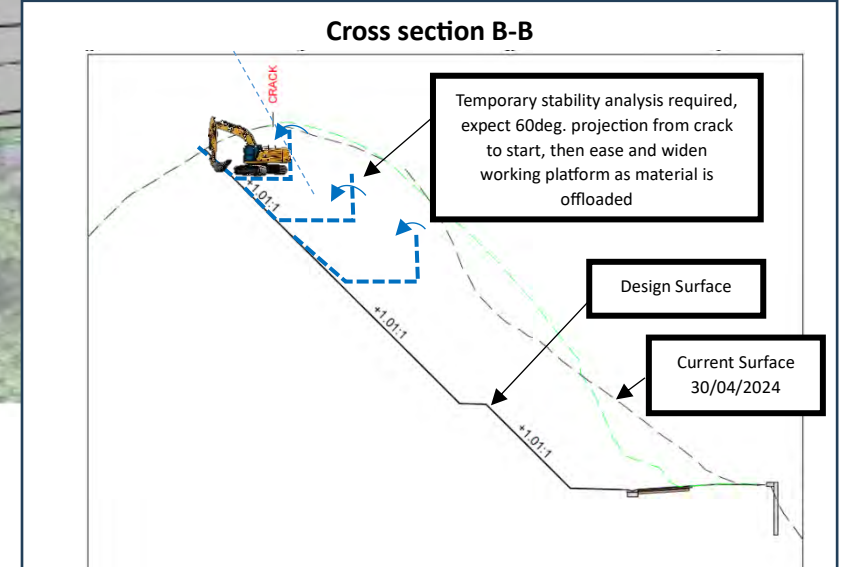 Cross section B-B
CRACK
Temporary stability analysis required,
expect 60deg. projection from crack
to start, then ease and widen
working platform as material is
offloaded
+1.01:1
Design Surface
+1.01:1
Current Surface
30/04/2024
+1.01:1